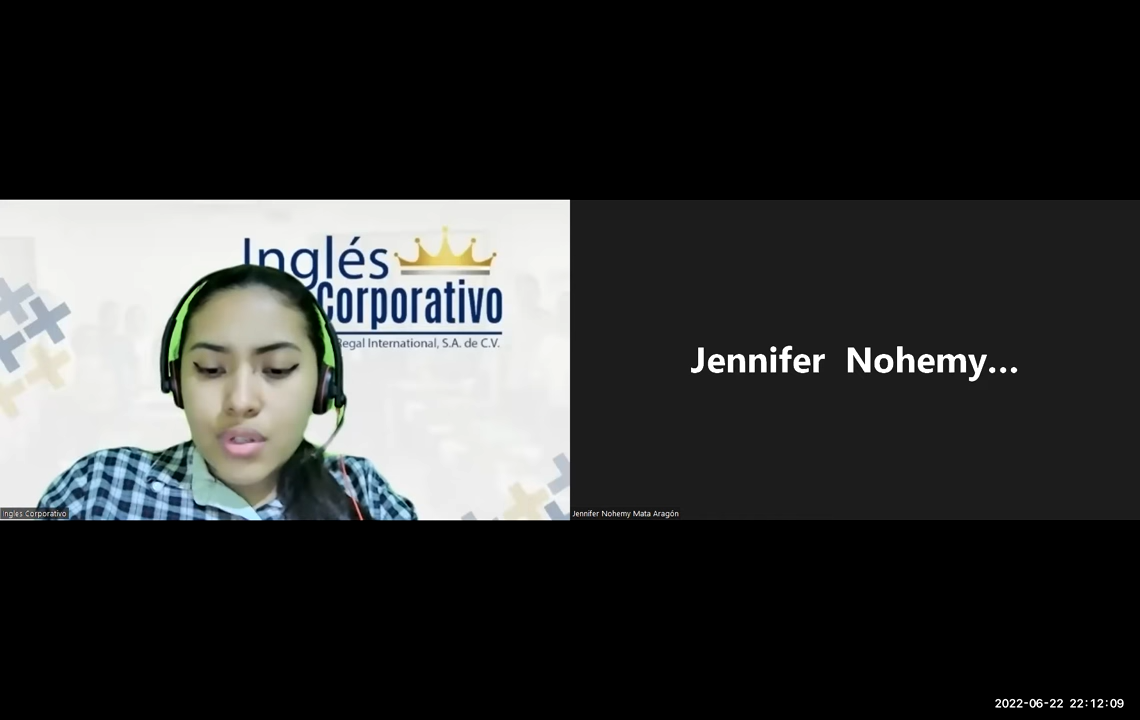 Inglés
Corporativo
Regal International, S.A. de C.V.
Ingles Corporativo
Jennifer Nohemy...
Jennifer Nohemy Mata Aragón
2022-06-22 22:12:09